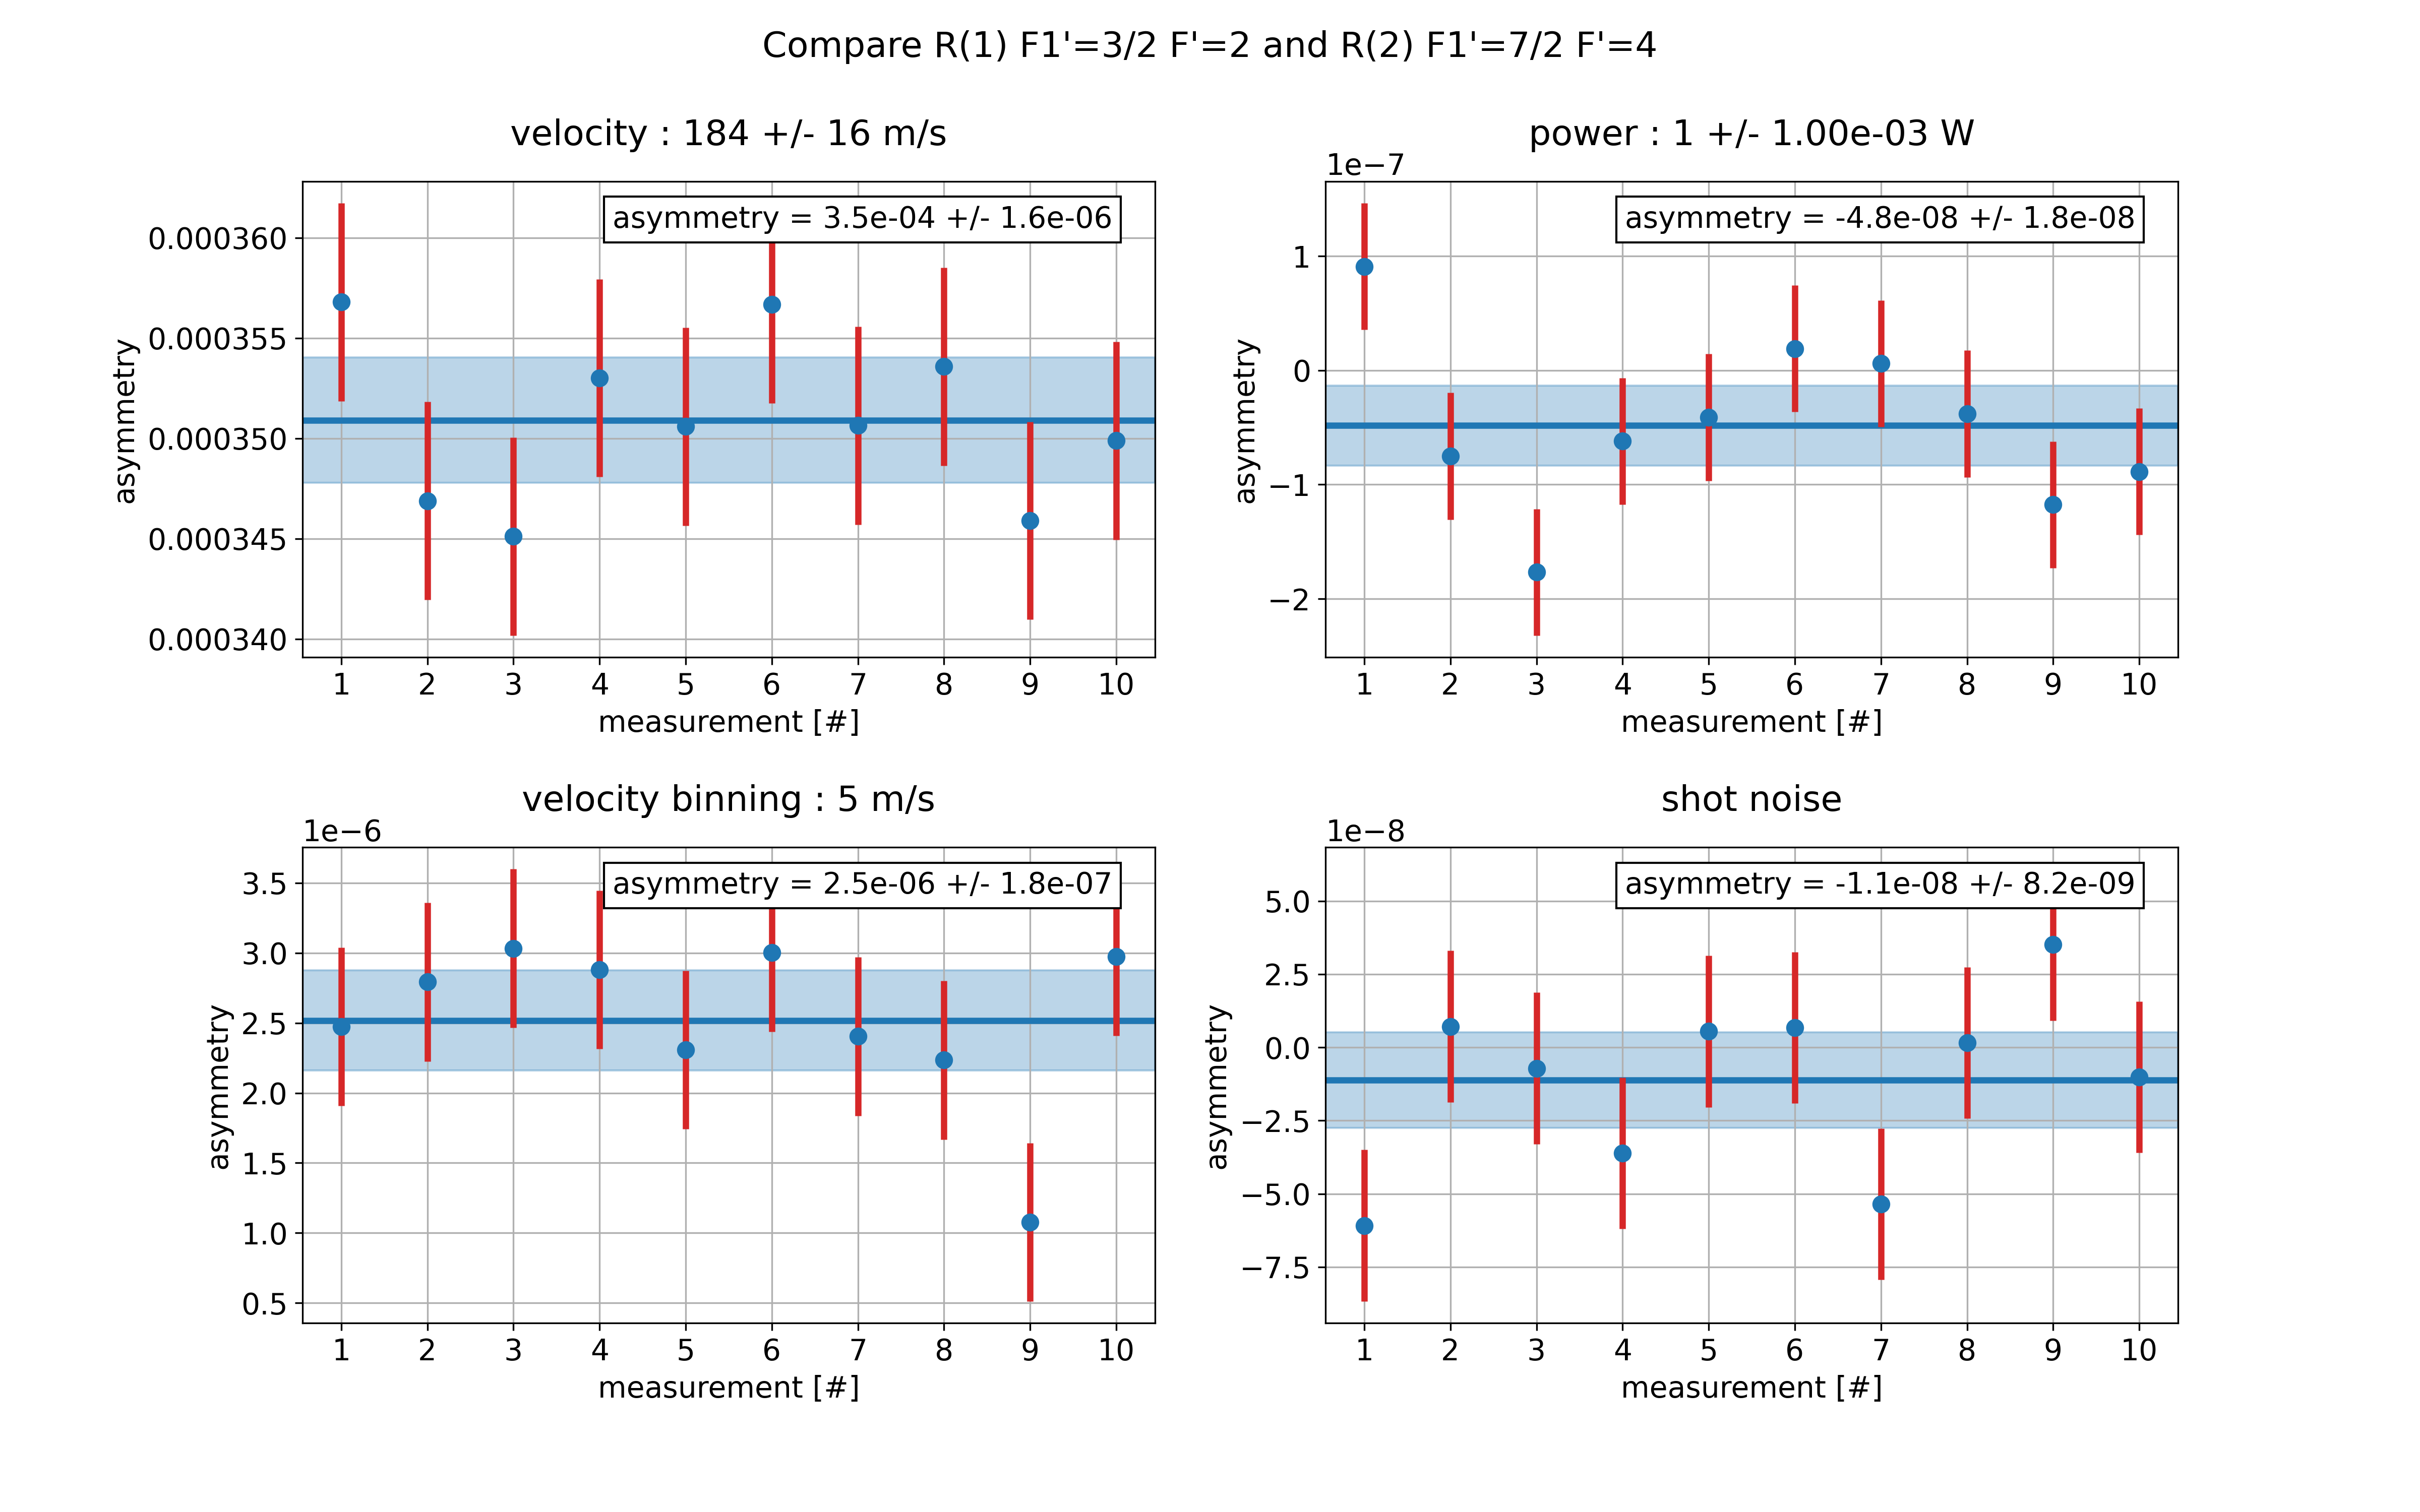 Compare R(1) F1'=3/2 F'=2 and R(2) F1'=7/2 F'=4
velocity : 184 +/- 16 m/s
asymmetry = 3.5e-04 +/- 1.6e-06
0.000360
0.000355
0.000350
0.000345
0.000340
asymmetry
1 2 3 4 5 6 7 8 9 10
measurement [#]
power : 1 +/- 1.00e-03 W
1e−7
asymmetry = -4.8e-08 +/- 1.8e-08
1
0
−1
−2
asymmetry
1 2 3 4 5 6 7 8 9 10
measurement [#]
velocity binning : 5 m/s
1e−6
asymmetry = 2.5e-06 +/- 1.8e-07
3.5
3.0
2.5
2.0
1.5
1.0
0.5
asymmetry
1 2 3 4 5 6 7 8 9 10
measurement [#]
shot noise
1e−8
asymmetry = -1.1e-08 +/- 8.2e-09
5.0
2.5
0.0
−2.5
−5.0
−7.5
asymmetry
1 2 3 4 5 6 7 8 9 10
measurement [#]